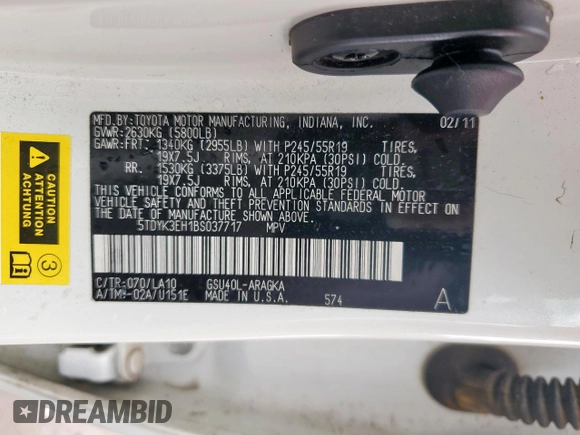 MFD.BY:TOYOTA MOTOR MANUFACTURING, INDIANA, INC. 02/11
GVWR:2630KG (5800LB)
GAWR:FRT. 1340KG (2955LB) WITH P245/55R19 TIRES,
19X7.5J RIMS, AT 210KPA (30PSI) COLD.
RR. 1530KG (3375LB) WITH P245/55R19 TIRES,
19X7.5J RIMS, AT 210KPA (30PSI) COLD.
THIS VEHICLE CONFORMS TO ALL APPLICABLE FEDERAL MOTOR
VEHICLE SAFETY AND THEFT PREVENTION STANDARDS IN EFFECT
ON THE DATE OF MANUFACTURE SHOWN ABOVE.
5TDYK3EH1BS037717 MPV
C/TR:070/LA10 GSU40L-ARAGKA
A/TM:-02A/U151E MADE IN U.S.A. 574 A
ATTENTION
ACHTUNG
3
DREAMBID